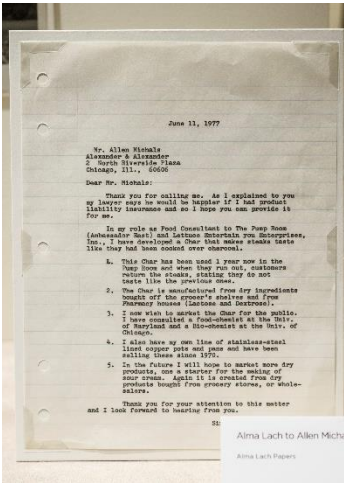 June 11, 1977
Mr. Allen Michals
Alexander & Alexander
2 North Riverside Plaza
Chicago, Ill., 60606
Dear Mr. Michals:
Thank you for calling me. As I explained to you
my lawyer says he would be happier if I had product
liability insurance and so I hope you can provide it
for me.
In my role as Food Consultant to The Pump Room
(Ambassador East) and Lettuce Entertain you Enterprises,
Inc., I have developed a Char that makes steaks taste
like they had been cooked over charcoal.
1. This Char has been used 1 year now in the
Pump Room and when they run out, customers
return the steaks, stating they do not
taste like the previous ones.
2. The Char is manufactured from dry ingredients
bought off the grocer's shelves and from
Pharmacy houses (Lactose and Dextrose).
3. I now wish to market the Char for the public.
I have consulted a food-chemist at the Univ.
of Maryland and a Bio-chemist at the Univ. of
Chicago.
4. I also have my own line of stainless-steel
lined copper pots and pans and have been
selling these since 1970.
5. In the future I will hope to market more dry
products, one a starter for the making of
sour cream. Again it is created from dry
products bought from grocery stores, or whole-
salers.
Thank you for your attention to this matter
and I look forward to hearing from you.
Si
Alma Lach to Allen Micha
Alma Lach Papers